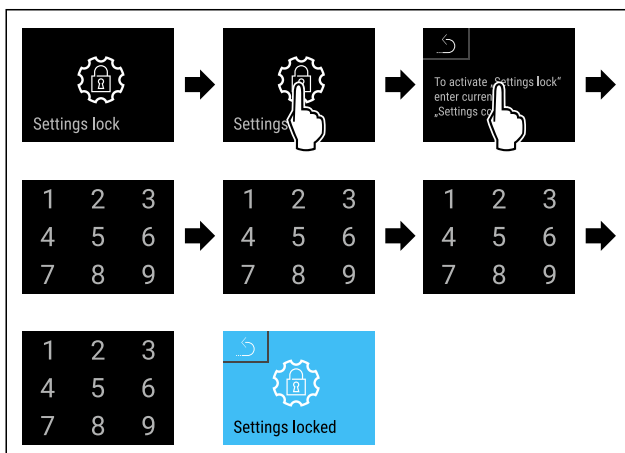 Settings lock
Settings
To activate „Settings lock“
enter curren
„Settings co
1 2 3
4 5 6
7 8 9
1 2 3
4 5 6
7 8 9
1 2 3
4 5 6
7 8 9
1 2 3
4 5 6
7 8 9
Settings locked